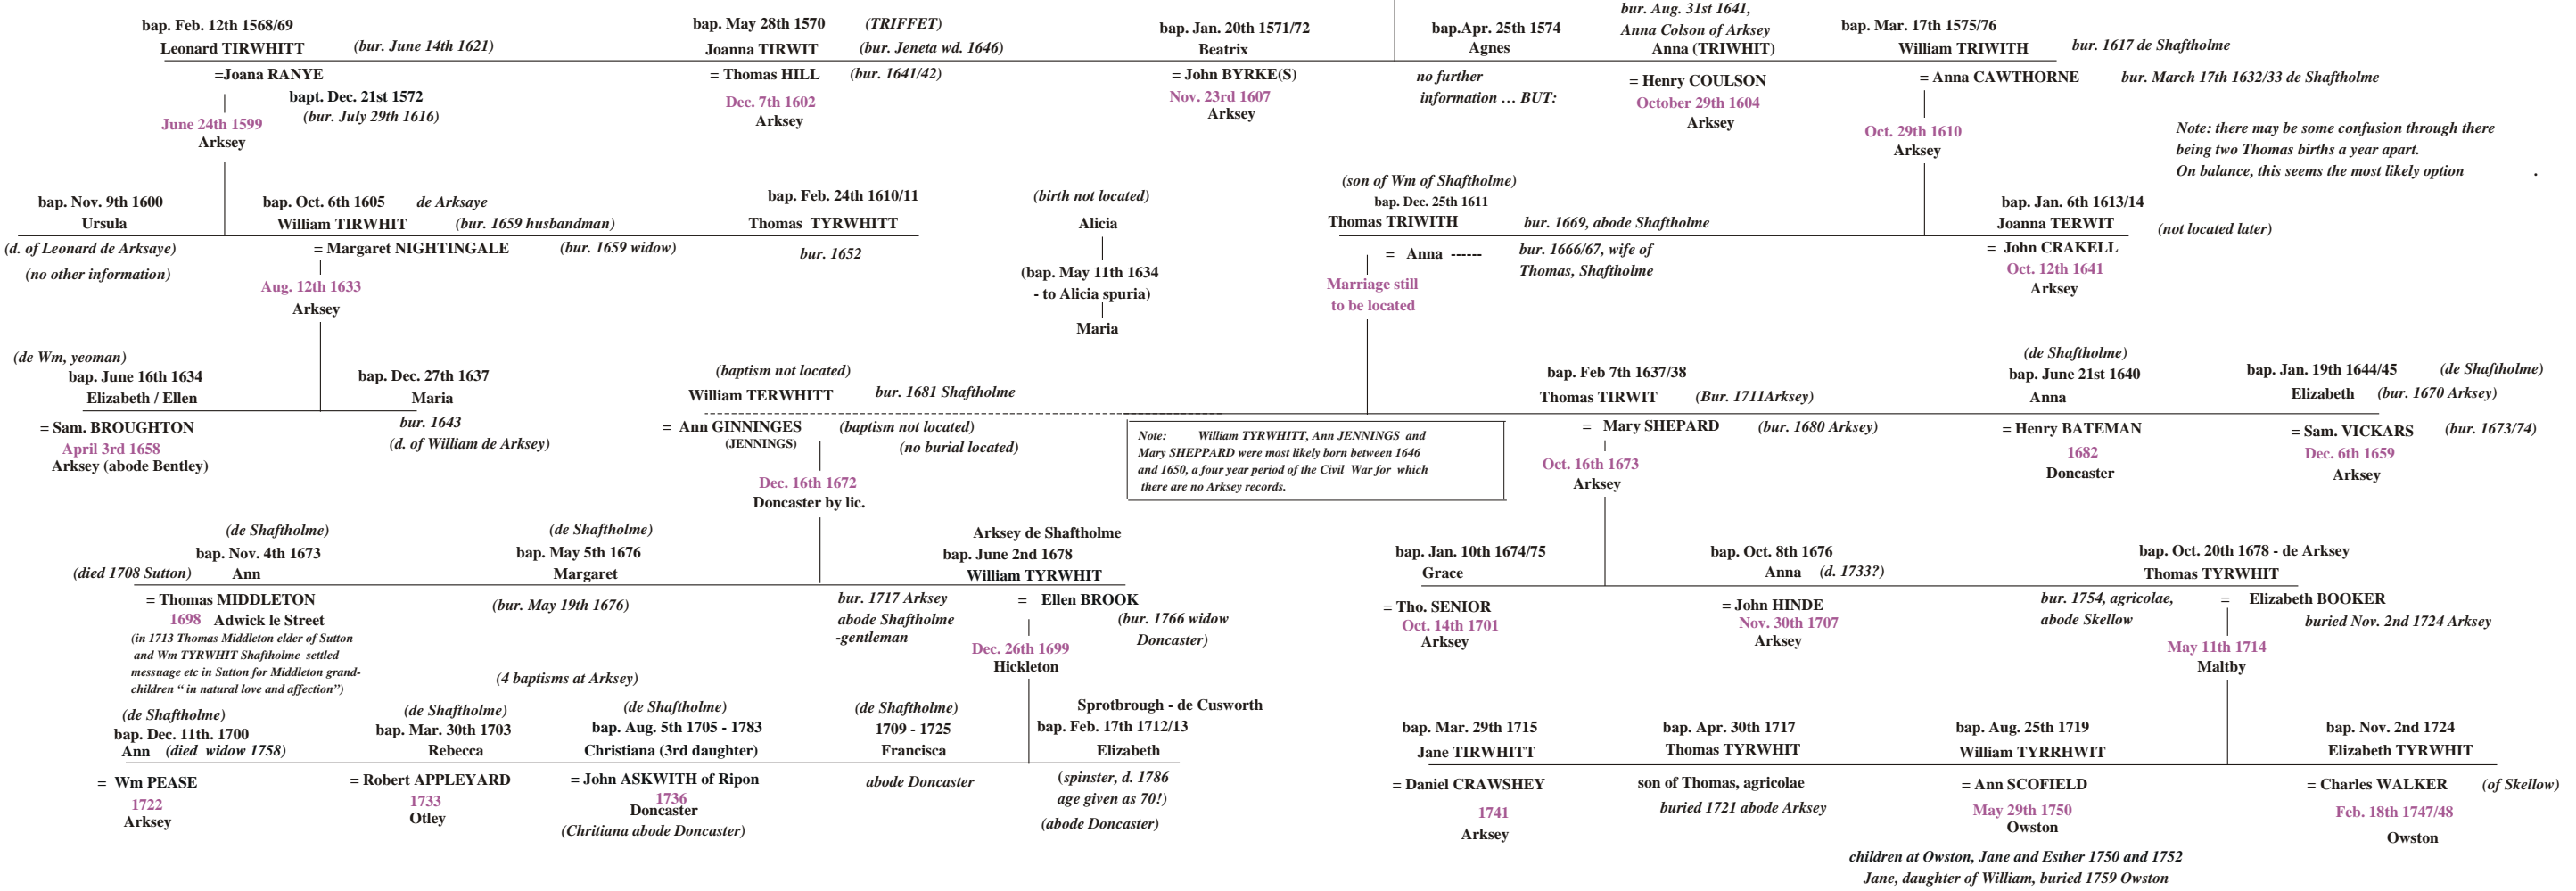 bap. Feb. 12th 1568/69
Leonard TIRWHITT (bur. June 14th 1621)
=Joana RANYE
bapt. Dec. 21st 1572
(bur. July 29th 1616)
June 24th 1599
Arksey
bap. May 28th 1570 (TRIFFET)
Joanna TIRWIT (bur. Jeneta wd. 1646)
= Thomas HILL (bur. 1641/42)
Dec. 7th 1602
Arksey
bap. Jan. 20th 1571/72
Beatrix
= John BYRKE(S)
Nov. 23rd 1607
Arksey
bap.Apr. 25th 1574
Agnes
no further
information … BUT:
bur. Aug. 31st 1641,
Anna Colson of Arksey
Anna (TRIWHIT)
= Henry COULSON
October 29th 1604
Arksey
bap. Mar. 17th 1575/76
William TRIWITH bur. 1617 de Shaftholme
= Anna CAWTHORNE bur. March 17th 1632/33 de Shaftholme
Oct. 29th 1610
Arksey
Note: there may be some confusion through there
being two Thomas births a year apart.
On balance, this seems the most likely option .
bap. Nov. 9th 1600
Ursula
(d. of Leonard de Arksaye)
(no other information)
bap. Oct. 6th 1605 de Arksaye
William TIRWHIT (bur. 1659 husbandman)
= Margaret NIGHTINGALE (bur. 1659 widow)
Aug. 12th 1633
Arksey
bap. Feb. 24th 1610/11
Thomas TYRWHITT
bur. 1652
(birth not located)
Alicia
(bap. May 11th 1634
- to Alicia spuria)
Maria
(son of Wm of Shaftholme)
bap. Dec. 25th 1611
Thomas TRIWITH bur. 1669, abode Shaftholme
= Anna ------ bur. 1666/67, wife of
Thomas, Shaftholme
Marriage still
to be located
bap. Jan. 6th 1613/14
Joanna TERWIT (not located later)
= John CRAKELL
Oct. 12th 1641
Arksey
(de Wm, yeoman)
bap. June 16th 1634
Elizabeth / Ellen
= Sam. BROUGHTON
April 3rd 1658
Arksey (abode Bentley)
bap. Dec. 27th 1637
Maria
bur. 1643
(d. of William de Arksey)
(baptism not located)
William TERWHITT bur. 1681 Shaftholme
= Ann GINNINGES (baptism not located)
(JENNINGS) (no burial located)
Dec. 16th 1672
Doncaster by lic.
Note: William TYRWHITT, Ann JENNINGS and
Mary SHEPPARD were most likely born between 1646
and 1650, a four year period of the Civil War for which
there are no Arksey records.
bap. Feb 7th 1637/38
Thomas TIRWIT (Bur. 1711Arksey)
= Mary SHEPARD (bur. 1680 Arksey)
Oct. 16th 1673
Arksey
(de Shaftholme)
bap. June 21st 1640
Anna
= Henry BATEMAN
1682
Doncaster
bap. Jan. 19th 1644/45 (de Shaftholme)
Elizabeth (bur. 1670 Arksey)
= Sam. VICKARS (bur. 1673/74)
Dec. 6th 1659
Arksey
(de Shaftholme)
bap. Nov. 4th 1673
(died 1708 Sutton) Ann
= Thomas MIDDLETON
1698 Adwick le Street
(in 1713 Thomas Middleton elder of Sutton
and Wm TYRWHIT Shaftholme settled
message etc in Sutton for Middleton grand-
children “ in natural love and affection”)
(de Shaftholme)
bap. May 5th 1676
Margaret
(bur. May 19th 1676)
Arksey de Shaftholme
bap. June 2nd 1678
William TYRWHIT
bur. 1717 Arksey
abode Shaftholme
-gentleman
= Ellen BROOK
(bur. 1766 widow
Doncaster)
Dec. 26th 1699
Hickleton
bap. Jan. 10th 1674/75
Grace
= Tho. SENIOR
Oct. 14th 1701
Arksey
bap. Oct. 8th 1676
Anna (d. 1733?)
= John HINDE
Nov. 30th 1707
Arksey
bap. Oct. 20th 1678 - de Arksey
Thomas TYRWHIT
bur. 1754, agricolae,
abode Skellow
= Elizabeth BOOKER
buried Nov. 2nd 1724 Arksey
May 11th 1714
Maltby
(4 baptisms at Arksey)
(de Shaftholme)
bap. Dec. 11th. 1700
Ann (died widow 1758)
= Wm PEASE
1722
Arksey
(de Shaftholme)
bap. Mar. 30th 1703
Rebecca
= Robert APPLEYARD
1733
Otley
(de Shaftholme)
bap. Aug. 5th 1705 - 1783
Christiana (3rd daughter)
= John ASKWITH of Ripon
1736
Doncaster
(Chritiana abode Doncaster)
(de Shaftholme)
1709 - 1725
Francisca
abode Doncaster
Sprotbrough - de Cusworth
bap. Feb. 17th 1712/13
Elizabeth
(spinster, d. 1786
age given as 70!)
(abode Doncaster)
bap. Mar. 29th 1715
Jane TIRWHITT
= Daniel CRAWSHEY
1741
Arksey
bap. Apr. 30th 1717
Thomas TYRWHIT
son of Thomas, agricolae
buried 1721 abode Arksey
bap. Aug. 25th 1719
William TYRRHWIT
= Ann SCOFIELD
May 29th 1750
Owston
children at Owston, Jane and Esther 1750 and 1752
Jane, daughter of William, buried 1759 Owston
bap. Nov. 2nd 1724
Elizabeth TYRWHIT
= Charles WALKER (of Skellow)
Feb. 18th 1747/48
Owston